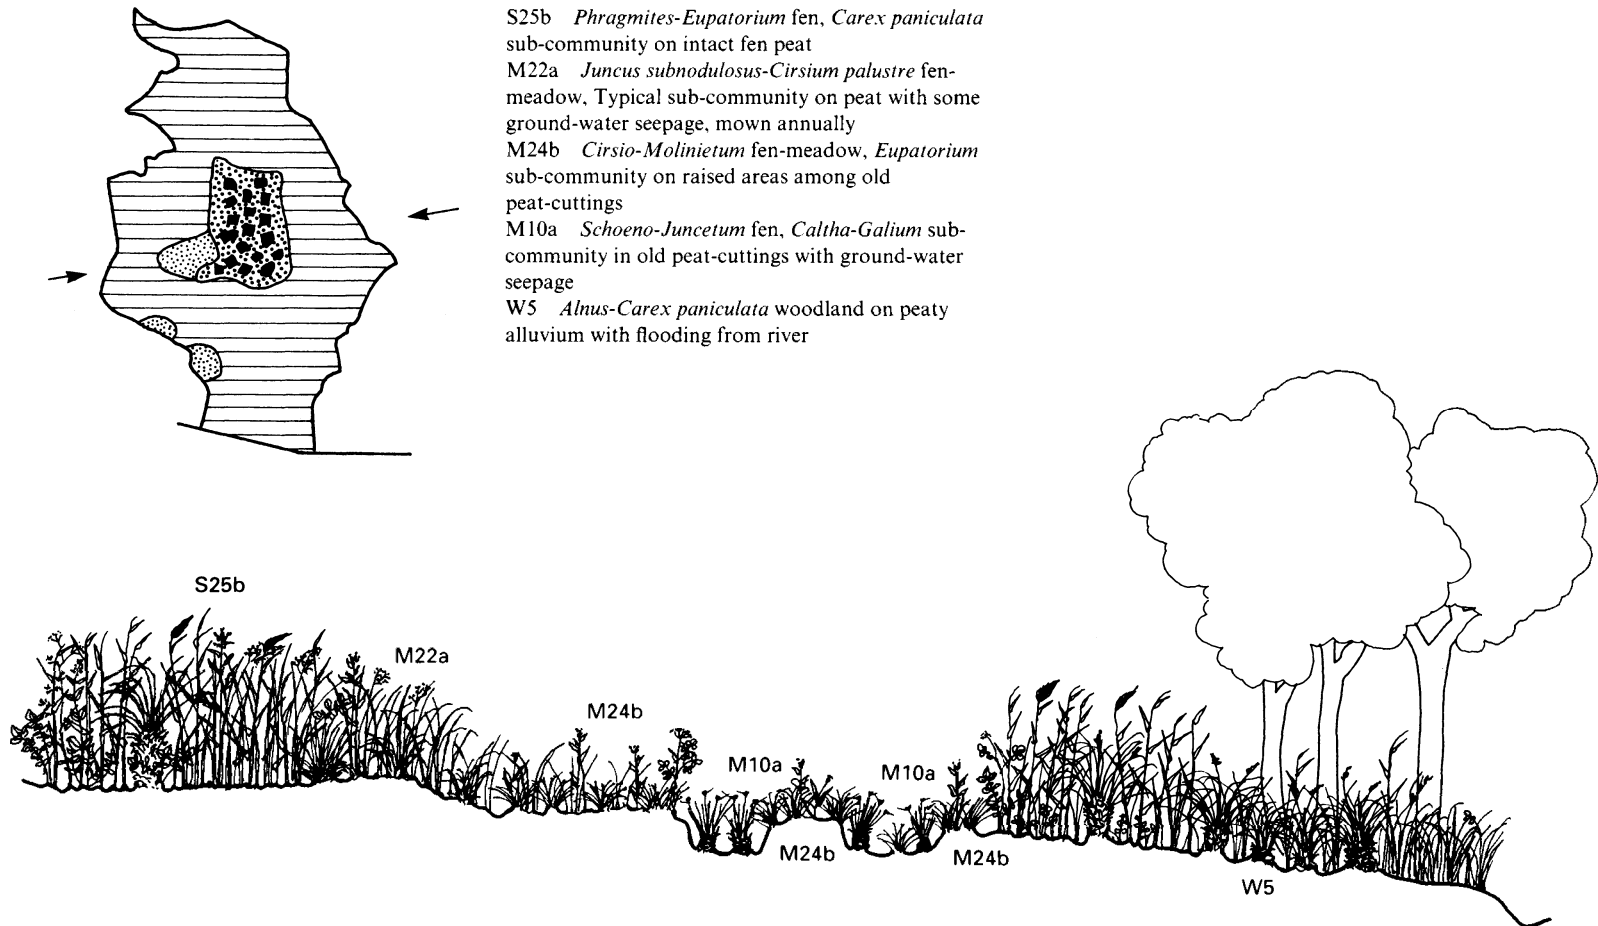 S25b Phragmites-Eupatorium fen, Carex paniculata
sub-community on intact fen peat
M22a Juncus subnodulosus-Cirsium palustre fen-
meadow, Typical sub-community on peat with some
ground-water seepage, mown annually
M24b Cirsio-Molinietum fen-meadow, Eupatorium
sub-community on raised areas among old
peat-cuttings
M10a Schoeno-Juncetum fen, Caltha-Galium sub-
community in old peat-cuttings with ground-water
seepage
W5 Alnus-Carex paniculata woodland on peaty
alluvium with flooding from river
S25b
M22a
M24b
M10a
M10a
M24b
M24b
W5